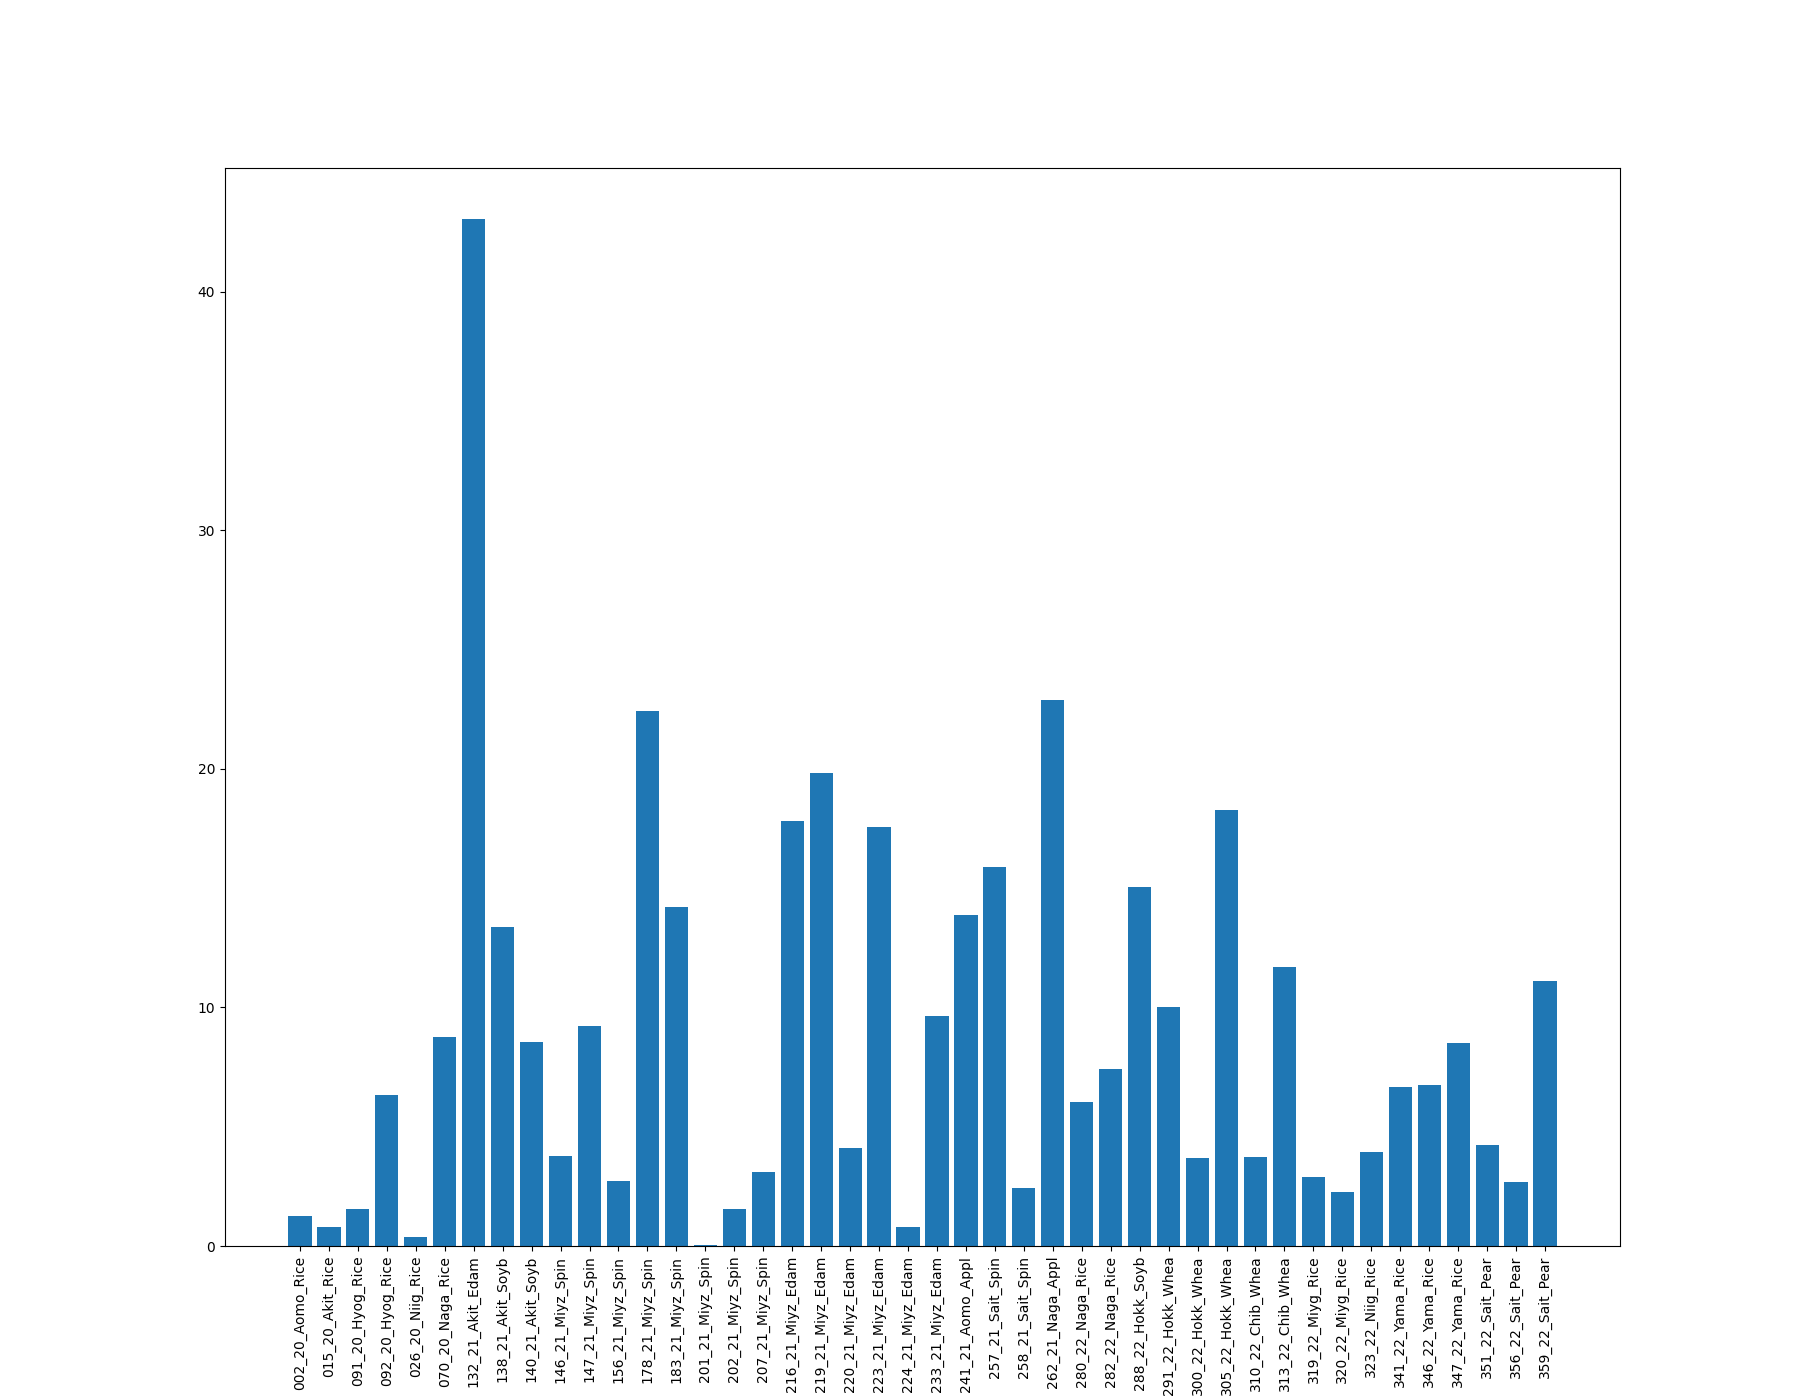 40
30
20
10
0
002_20_Aomo_Rice
015_20_Akit_Rice
091_20_Hyog_Rice
092_20_Hyog_Rice
026_20_Niig_Rice
070_20_Naga_Rice
132_21_Akit_Edam
138_21_Akit_Soyb
140_21_Akit_Soyb
146_21_Miyz_Spin
147_21_Miyz_Spin
156_21_Miyz_Spin
178_21_Miyz_Spin
183_21_Miyz_Spin
201_21_Miyz_Spin
202_21_Miyz_Spin
207_21_Miyz_Spin
216_21_Miyz_Edam
219_21_Miyz_Edam
220_21_Miyz_Edam
223_21_Miyz_Edam
224_21_Miyz_Edam
233_21_Miyz_Edam
241_21_Aomo_Appl
257_21_Sait_Spin
258_21_Sait_Spin
262_21_Naga_Appl
280_22_Naga_Rice
282_22_Naga_Rice
288_22_Hokk_Soyb
291_22_Hokk_Whea
300_22_Hokk_Whea
305_22_Hokk_Whea
310_22_Chib_Whea
313_22_Chib_Whea
319_22_Miyg_Rice
320_22_Miyg_Rice
323_22_Niig_Rice
341_22_Yama_Rice
346_22_Yama_Rice
347_22_Yama_Rice
351_22_Sait_Pear
356_22_Sait_Pear
359_22_Sait_Pear